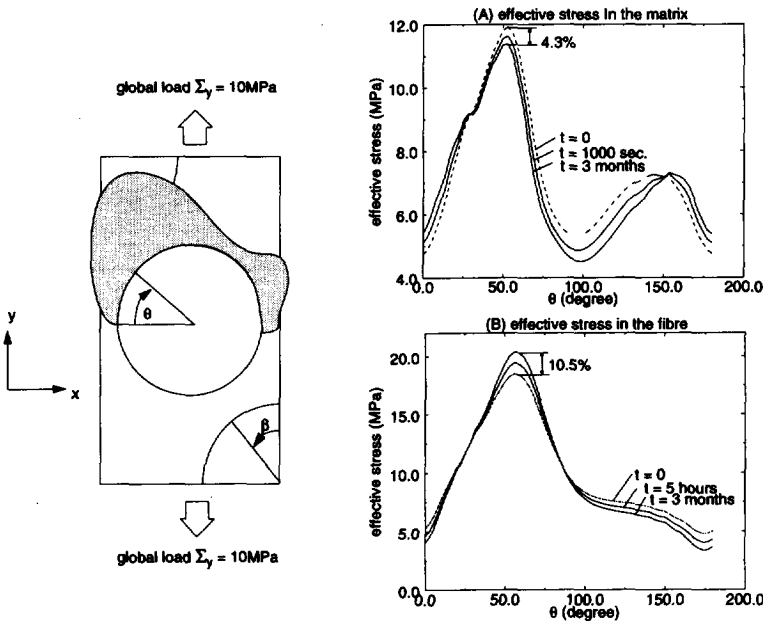 global load Σy = 10MPa
θ
β
y
x
global load Σy = 10MPa
(A) effective stress In the matrix
effective stress (MPa)
12.0
10.0
8.0
6.0
4.0
4.3%
t = 0
t = 1000 sec.
t = 3 months
0.0
50.0
100.0
150.0
200.0
θ (degree)
(B) effective stress in the fibre
effective stress (MPa)
20.0
15.0
10.0
5.0
0.0
10.5%
t = 0
t = 5 hours
t = 3 months
0.0
50.0
100.0
150.0
200.0
θ (degree)